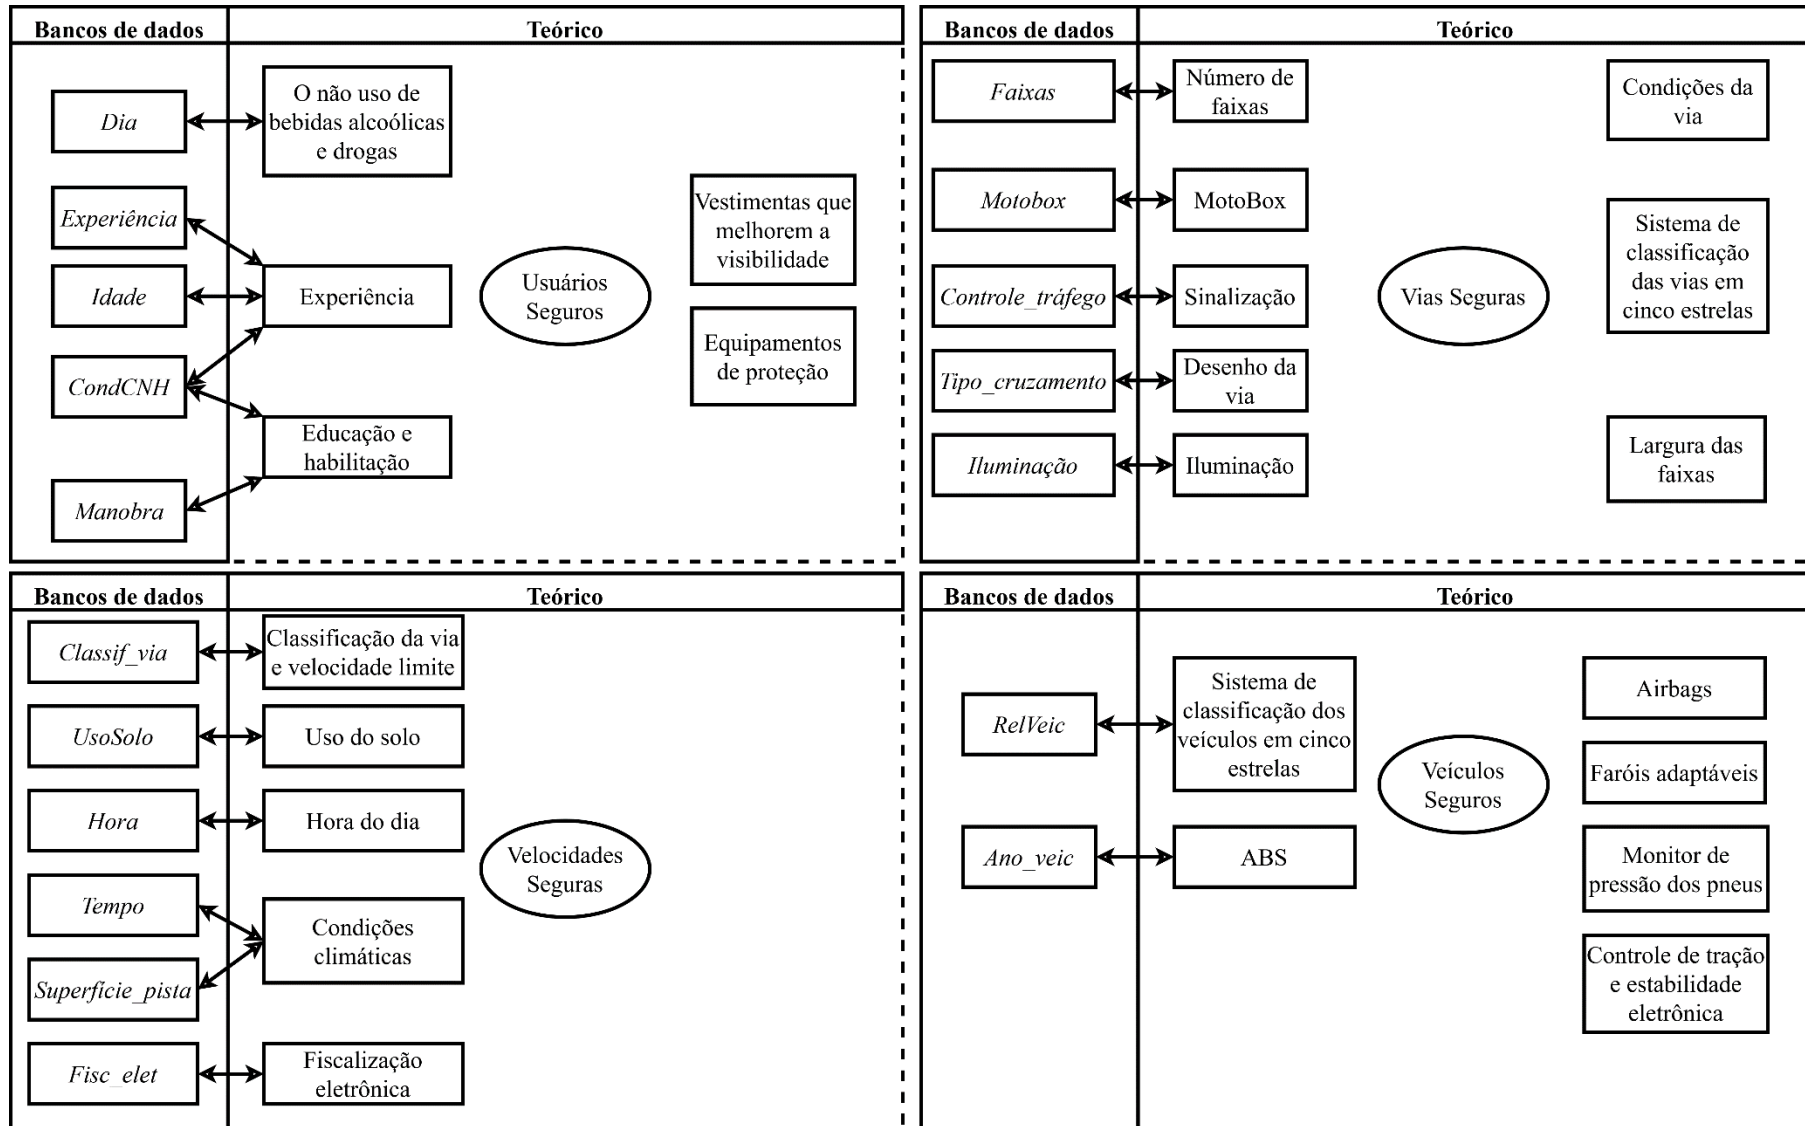 Bancos de dados
Teórico
Dia
O não uso de
bebidas alcoólicas
e drogas
Experiência
Idade
CondCNH
Manobra
Experiência
Educação e
habilitação
Usuários
Seguros
Vestimentas que
melhorem a
visibilidade
Equipamentos
de proteção
Bancos de dados
Teórico
Faixas
Número de
faixas
Motobox
MotoBox
Controle_tráfego
Sinalização
Tipo_cruzamento
Desenho da
via
Iluminação
Iluminação
Vias Seguras
Condições da
via
Sistema de
classificação
das vias em
cinco estrelas
Largura das
faixas
Bancos de dados
Teórico
Classif_via
Classificação da via
e velocidade limite
UsoSolo
Uso do solo
Hora
Hora do dia
Tempo
Superfície_pista
Condições
climáticas
Fisc_elet
Fiscalização
eletrônica
Velocidades
Seguras
Bancos de dados
Teórico
RelVeic
Sistema de
classificação dos
veículos em cinco
estrelas
Ano_veic
ABS
Veículos
Seguros
Airbags
Faróis adaptáveis
Monitor de
pressão dos pneus
Controle de tração
e estabilidade
eletrônica